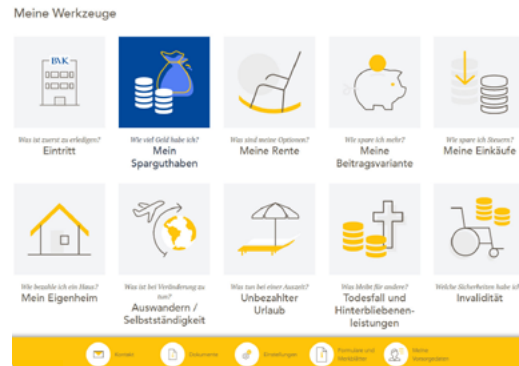 Meine Werkzeuge
BVK
Was ist zuerst zu erledigen?
Eintritt
Wie viel Geld habe ich?
Mein
Sparguthaben
Was sind meine Optionen?
Meine Rente
Wie spare ich mehr?
Meine
Beitragsvariante
Wie spare ich Steuern?
Meine Einkäufe
Wie bezahle ich ein Haus?
Mein Eigenheim
Was ist bei Veränderung zu
tun?
Auswandern /
Selbstständigkeit
Was tun bei einer Auszeit?
Unbezahlter
Urlaub
Was bleibt für andere?
Todesfall und
Hinterbliebenen-
leistungen
Welche Sicherheiten habe ich
Invalidität
Kontakt
Dokumente
Einstellungen
Formulare und
Merkblätter
Meine
Vorsorgedaten